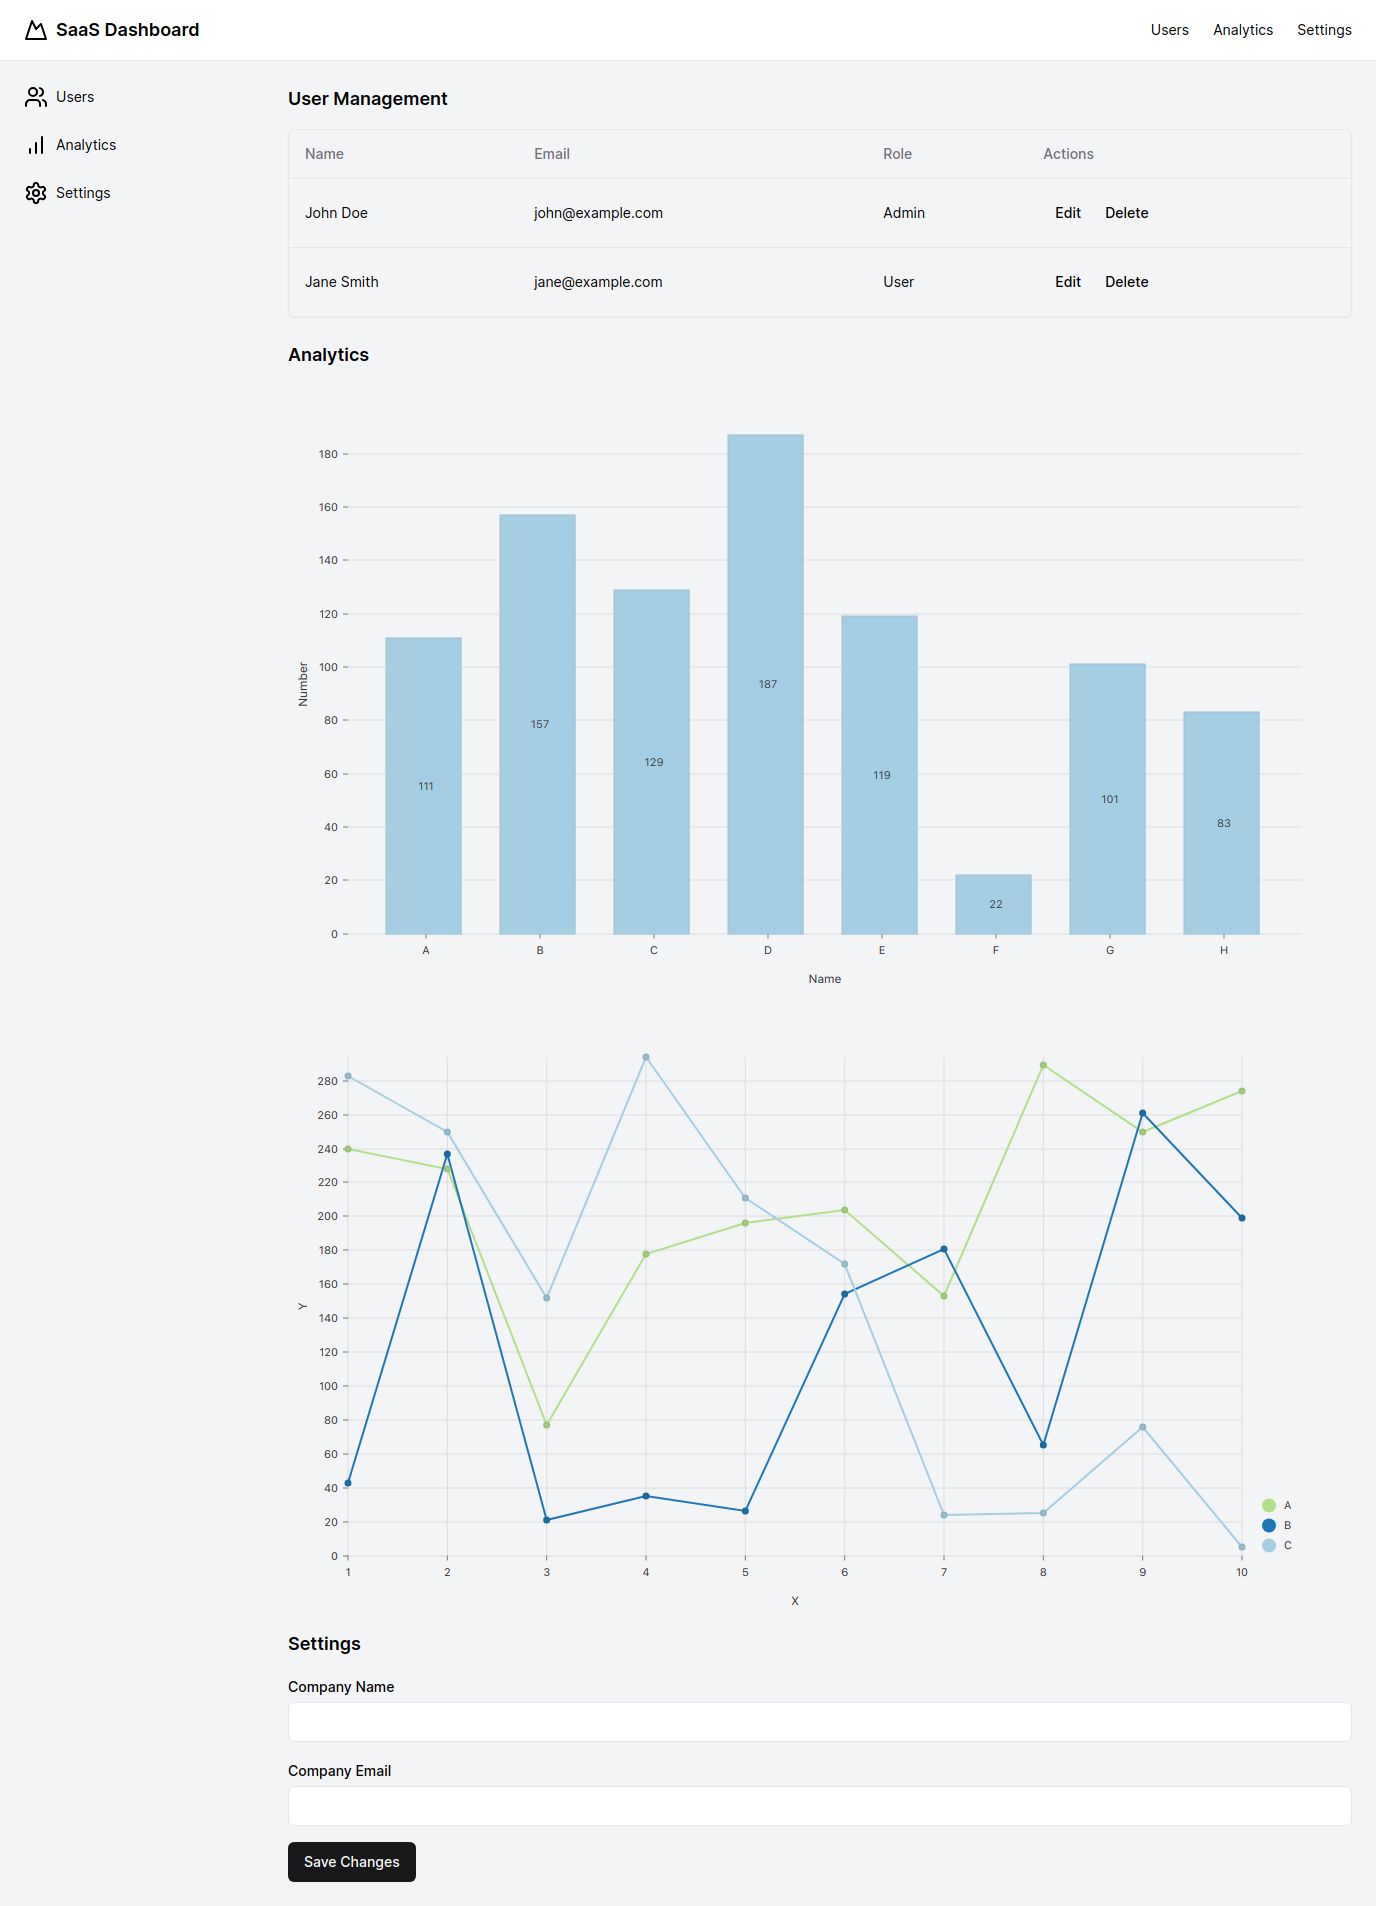 SaaS Dashboard
Users Analytics Settings
Users
Analytics
Settings
User Management
Name Email Role Actions
John Doe john@example.com Admin Edit Delete
Jane Smith jane@example.com User Edit Delete
Analytics
180
160
140
120
100
80
60
40
20
0
Number
111 157 129 187 119 22 101 83
A B C D E F G H
Name
280
260
240
220
200
180
160
140
120
100
80
60
40
20
0
Y
1 2 3 4 5 6 7 8 9 10
X
A
B
C
Settings
Company Name
Company Email
Save Changes